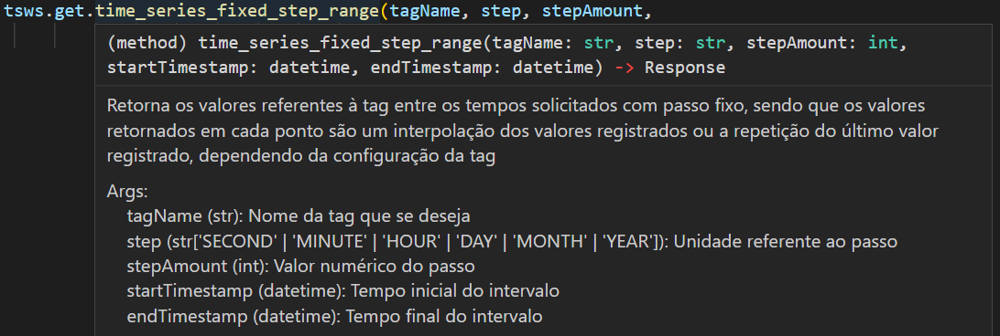 tsws.get.time_series_fixed_step_range(tagName, step, stepAmount,
(method) time_series_fixed_step_range(tagName: str, step: str, stepAmount: int,
startTimestamp: datetime, endTimestamp: datetime) -> Response
Retorna os valores referentes à tag entre os tempos solicitados com passo fixo, sendo que os valores
retornados em cada ponto são um interpolação dos valores registrados ou a repetição do último valor
registrado, dependendo da configuração da tag
Args:
tagName (str): Nome da tag que se deseja
step (str['SECOND' | 'MINUTE' | 'HOUR' | 'DAY' | 'MONTH' | 'YEAR']): Unidade referente ao passo
stepAmount (int): Valor numérico do passo
startTimestamp (datetime): Tempo inicial do intervalo
endTimestamp (datetime): Tempo final do intervalo